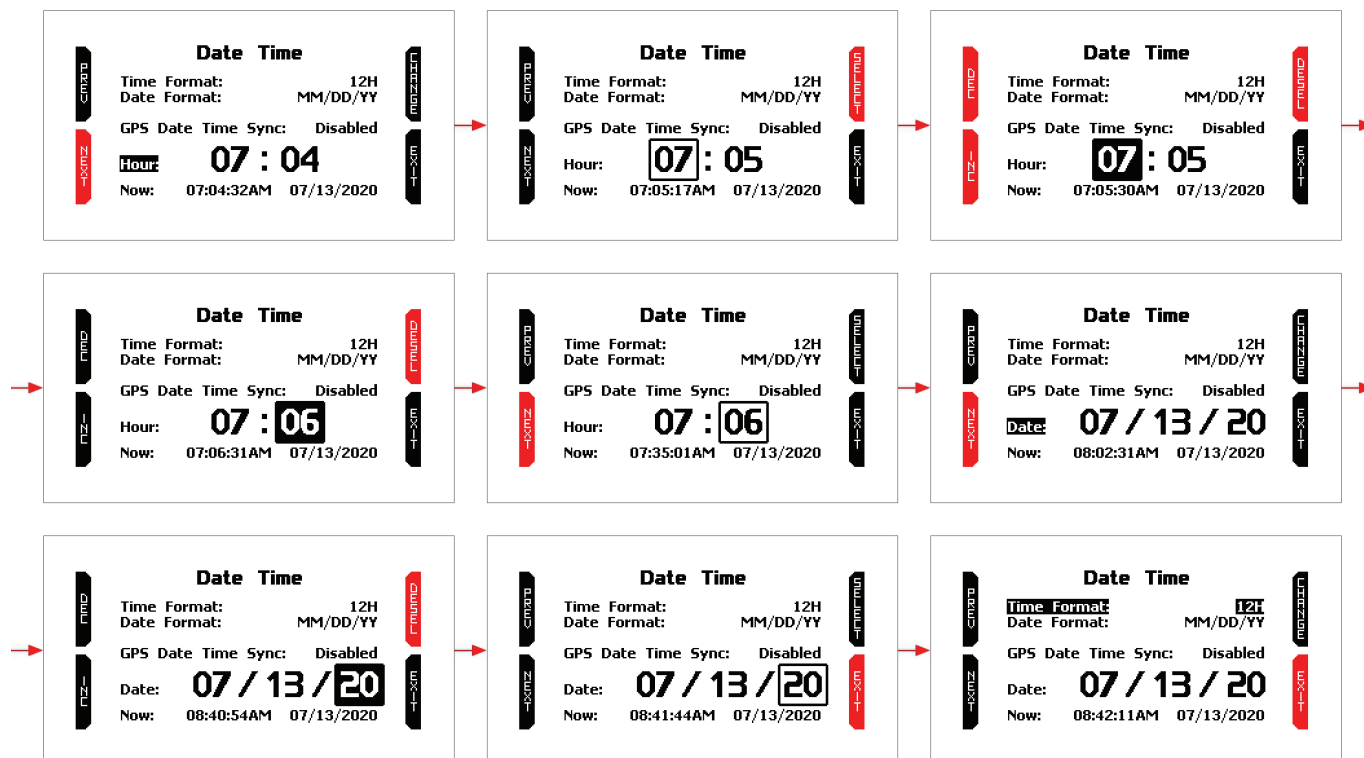 Date Time
PREV
CHANGE
Time Format: 12H
Date Format: MM/DD/YY
GPS Date Time Sync: Disabled
NEXT
EXIT
Hour: 07 : 04
Now: 07:04:32AM 07/13/2020
Date Time
PREV
SELECT
Time Format: 12H
Date Format: MM/DD/YY
GPS Date Time Sync: Disabled
NEXT
EXIT
Hour: 07 : 05
Now: 07:05:17AM 07/13/2020
Date Time
DEC
DESEL
Time Format: 12H
Date Format: MM/DD/YY
GPS Date Time Sync: Disabled
INC
EXIT
Hour: 07 : 05
Now: 07:05:30AM 07/13/2020
Date Time
DEC
DESEL
Time Format: 12H
Date Format: MM/DD/YY
GPS Date Time Sync: Disabled
INC
EXIT
Hour: 07 : 06
Now: 07:06:31AM 07/13/2020
Date Time
PREV
SELECT
Time Format: 12H
Date Format: MM/DD/YY
GPS Date Time Sync: Disabled
NEXT
EXIT
Hour: 07 : 06
Now: 07:35:01AM 07/13/2020
Date Time
PREV
CHANGE
Time Format: 12H
Date Format: MM/DD/YY
GPS Date Time Sync: Disabled
NEXT
EXIT
Date: 07 / 13 / 20
Now: 08:02:31AM 07/13/2020
Date Time
DEC
DESEL
Time Format: 12H
Date Format: MM/DD/YY
GPS Date Time Sync: Disabled
INC
EXIT
Date: 07 / 13 / 20
Now: 08:40:54AM 07/13/2020
Date Time
PREV
SELECT
Time Format: 12H
Date Format: MM/DD/YY
GPS Date Time Sync: Disabled
NEXT
EXIT
Date: 07 / 13 / 20
Now: 08:41:44AM 07/13/2020
Date Time
PREV
CHANGE
Time Format: 12H
Date Format: MM/DD/YY
GPS Date Time Sync: Disabled
NEXT
EXIT
Date: 07 / 13 / 20
Now: 08:42:11AM 07/13/2020